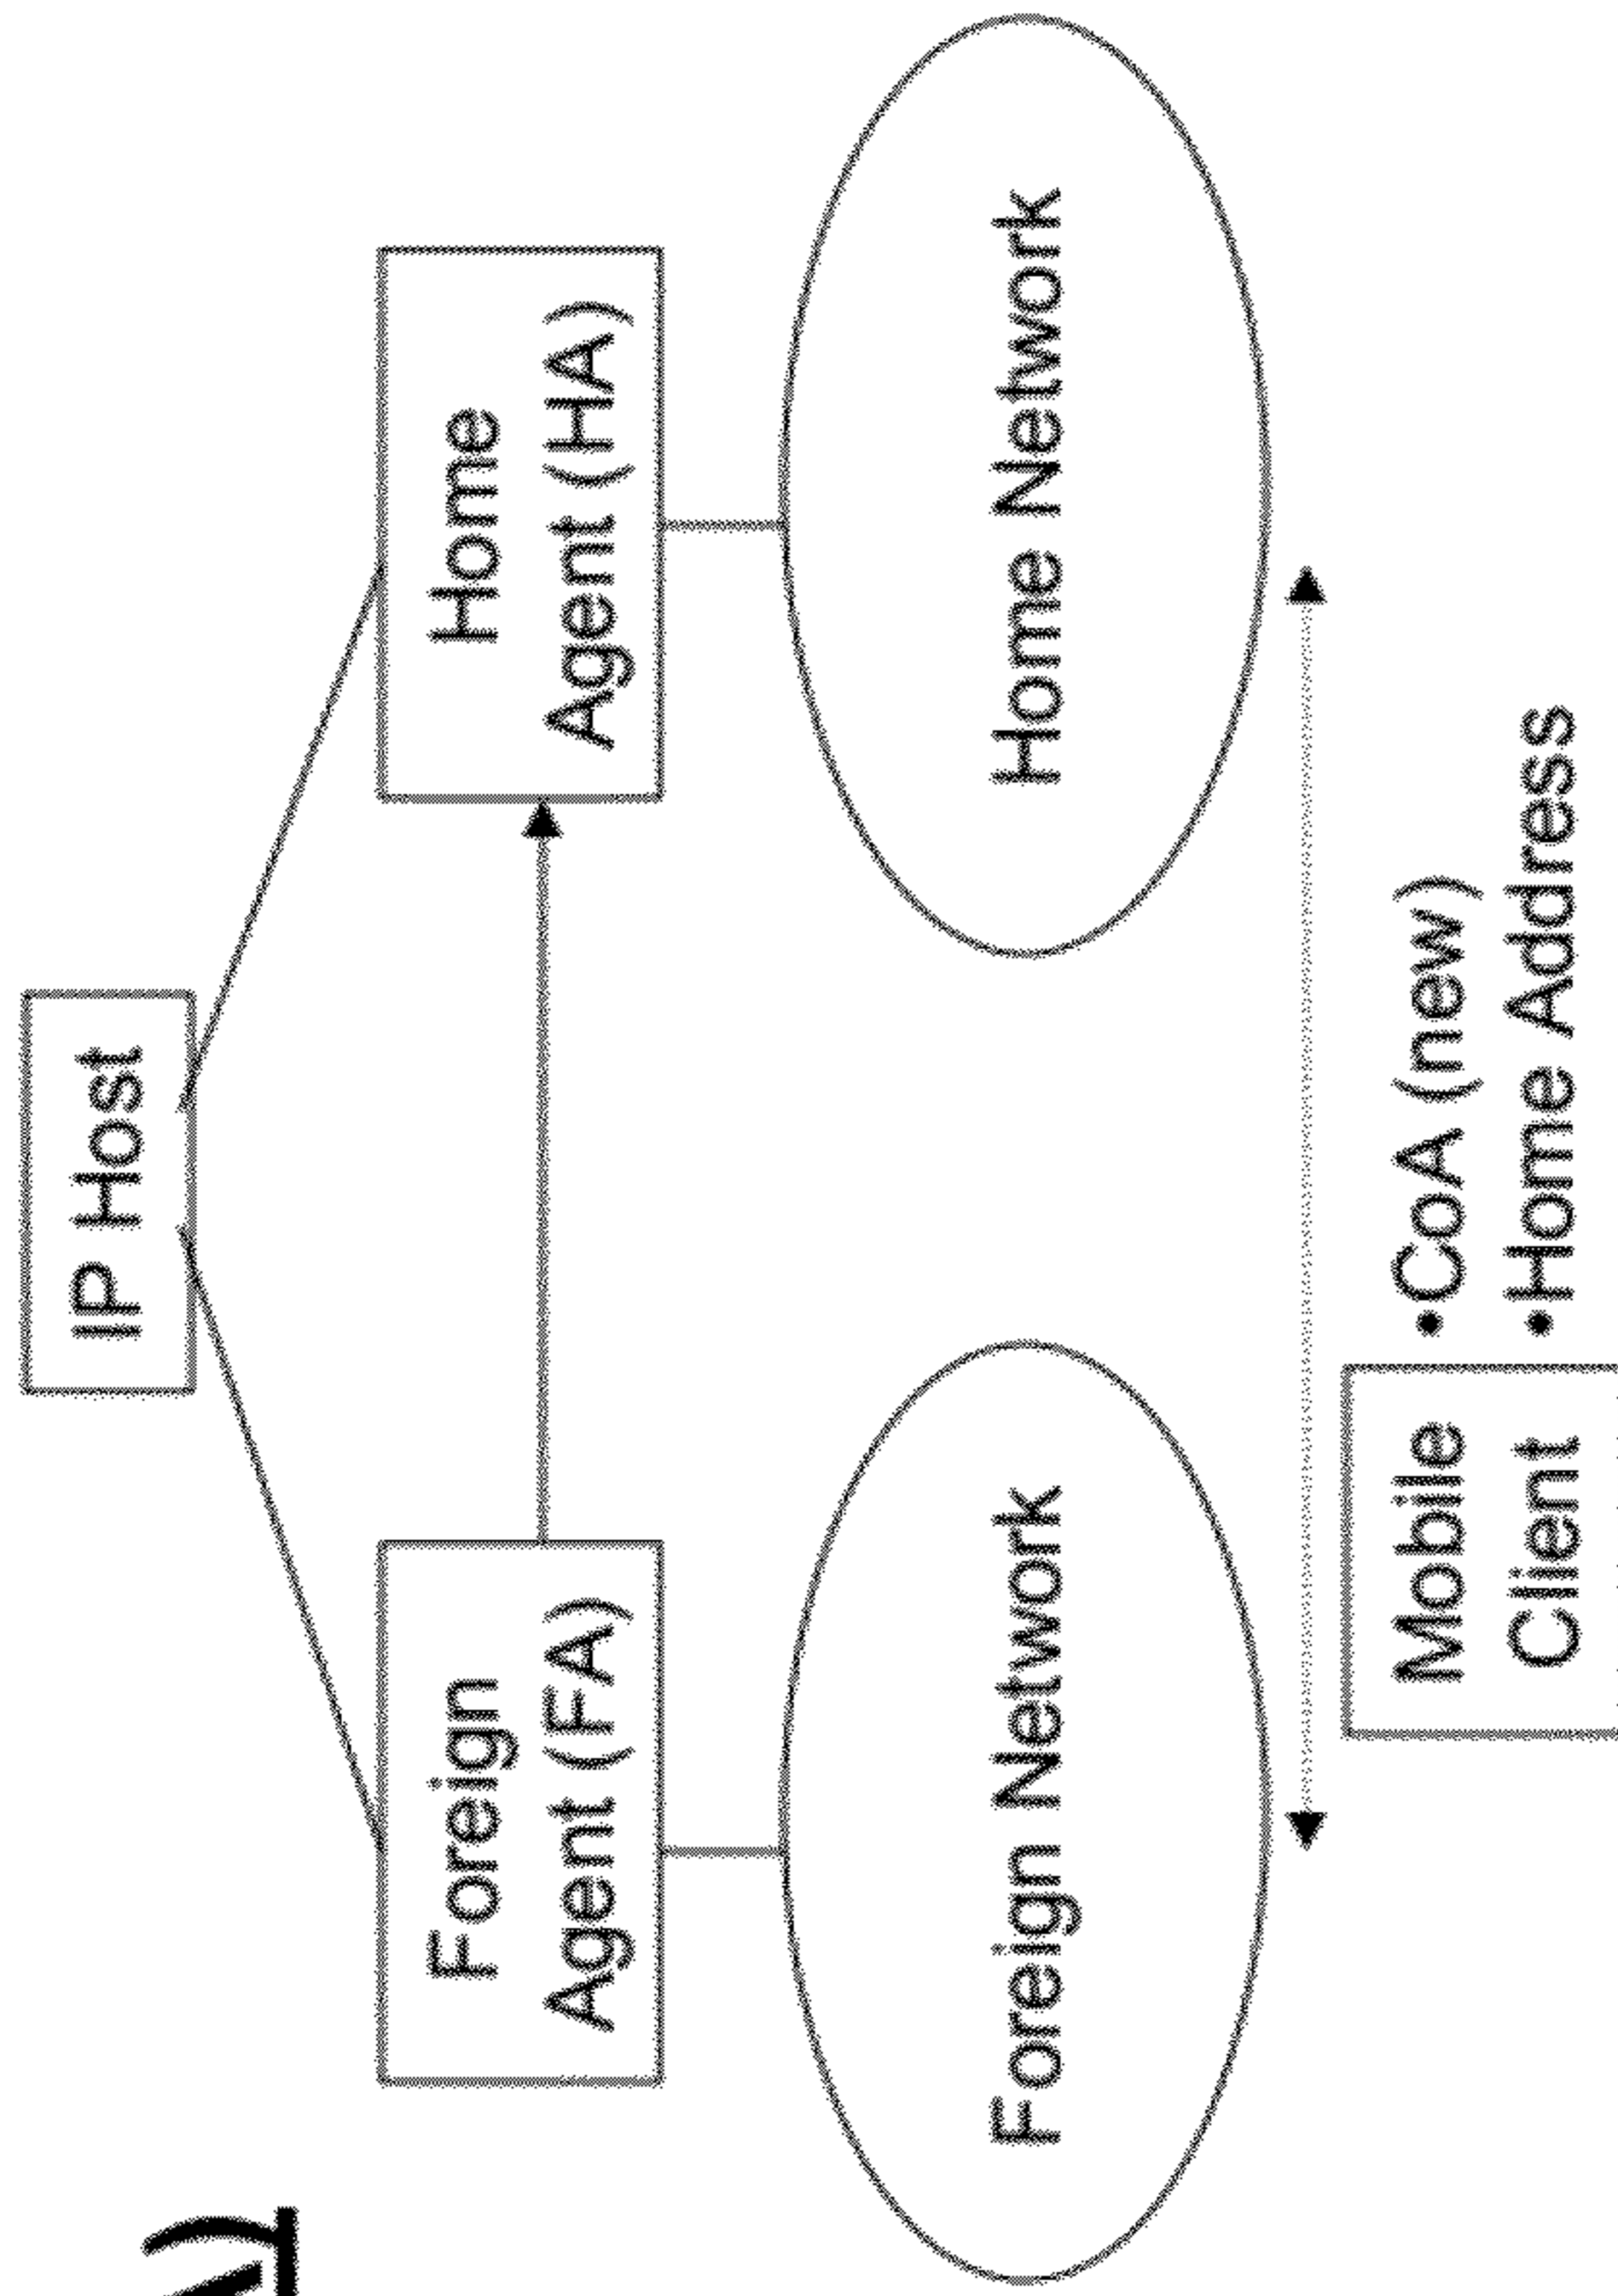 IP Host
Foreign
Agent (FA)
Home
Agent (HA)
Foreign Network
Home Network
Mobile
Client
•CoA (new)
•Home Address